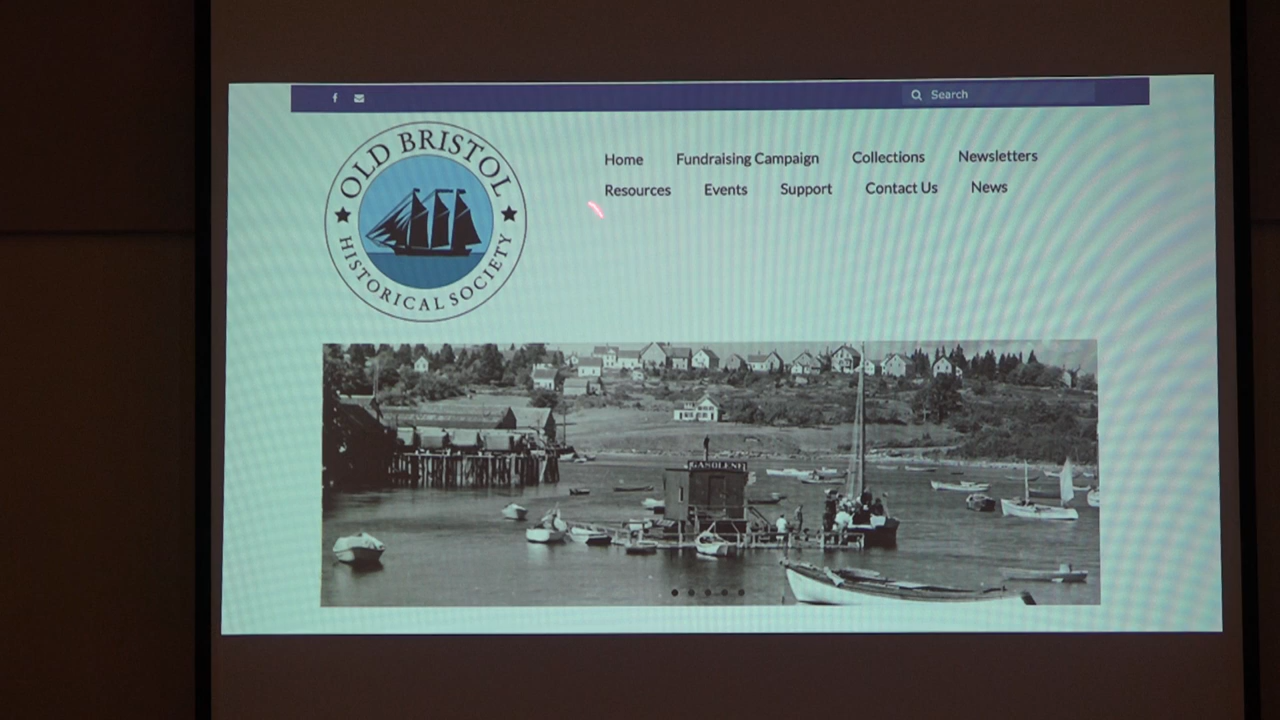 f Search
OLD BRISTOL
HISTORICAL SOCIETY
Home Fundraising Campaign Collections Newsletters
Resources Events Support Contact Us News
GASOLENE